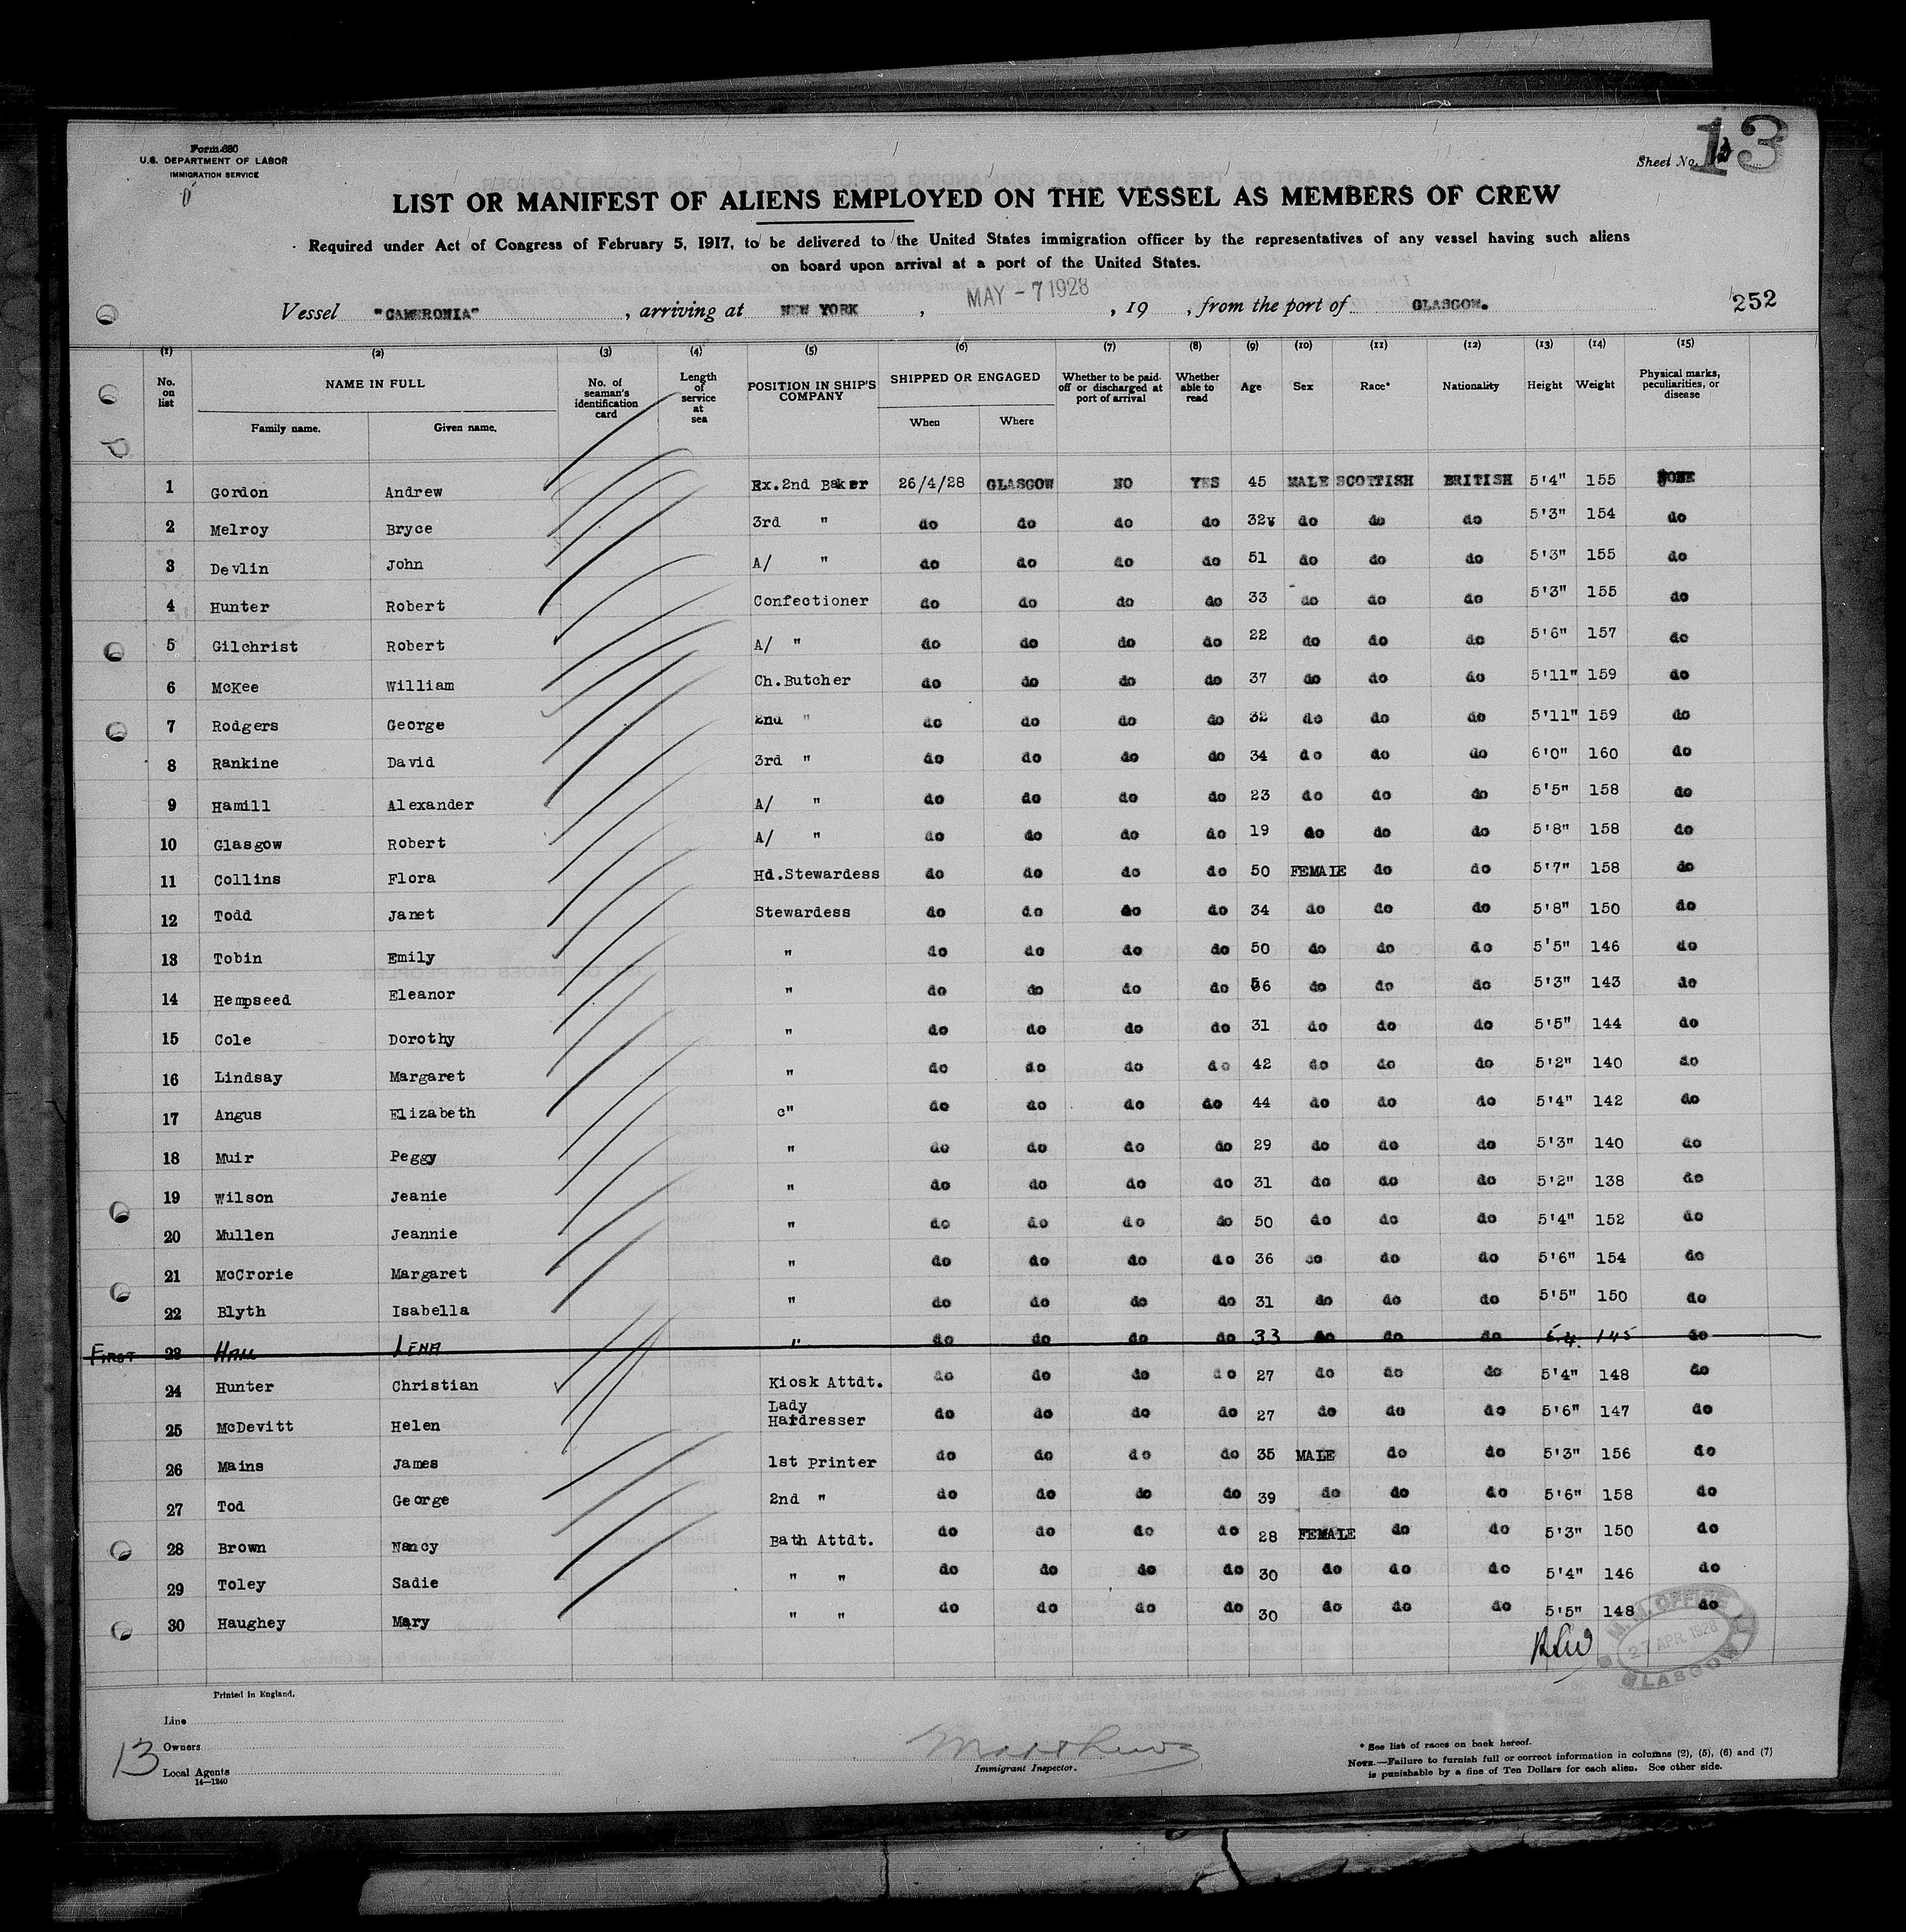 Form 680
U.S. DEPARTMENT OF LABOR
IMMIGRATION SERVICE
Sheet No. 13
LIST OR MANIFEST OF ALIENS EMPLOYED ON THE VESSEL AS MEMBERS OF CREW
Required under Act of Congress of February 5, 1917, to be delivered to the United States immigration officer by the representatives of any vessel having such aliens
on board upon arrival at a port of the United States.
Vessel "CAMERONIA", arriving at NEW YORK, MAY - 7 1928, 19 , from the port of GLASGOW. 252
(1) (2) (3) (4) (5) (6) (7) (8) (9) (10) (11) (12) (13) (14) (15)
No. on list NAME IN FULL Family name. Given name. No. of seaman's identification card Length of service at sea POSITION IN SHIP'S COMPANY SHIPPED OR ENGAGED When Where Whether to be paid-off or discharged at port of arrival Whether able to read Age Sex Race* Nationality Height Weight Physical marks, peculiarities, or disease
1 Gordon Andrew Ex.2nd Baker 26/4/28 GLASGOW NO YES 45 MALE SCOTTISH BRITISH 5'4" 155 NONE
2 Melroy Bryce 3rd " do do do do 32 do do do 5'3" 154 do
3 Devlin John A/ " do do do do 51 do do do 5'3" 155 do
4 Hunter Robert Confectioner do do do do 33 do do do 5'3" 155 do
5 Gilchrist Robert A/ " do do do do 22 do do do 5'6" 157 do
6 McKee William Ch.Butcher do do do do 37 do do do 5'11" 159 do
7 Rodgers George 2nd " do do do do 32 do do do 5'11" 159 do
8 Rankine David 3rd " do do do do 34 do do do 6'0" 160 do
9 Hamill Alexander A/ " do do do do 23 do do do 5'5" 158 do
10 Glasgow Robert A/ " do do do do 19 do do do 5'8" 158 do
11 Collins Flora Hd.Stewardess do do do do 50 FEMALE do do 5'7" 158 do
12 Todd Janet Stewardess do do do do 34 do do do 5'8" 150 do
13 Tobin Emily " do do do do 50 do do do 5'5" 146 do
14 Hempseed Eleanor " do do do do 56 do do do 5'3" 143 do
15 Cole Dorothy " do do do do 31 do do do 5'5" 144 do
16 Lindsay Margaret " do do do do 42 do do do 5'2" 140 do
17 Angus Elizabeth c" do do do do 44 do do do 5'4" 142 do
18 Muir Peggy " do do do do 29 do do do 5'3" 140 do
19 Wilson Jeanie " do do do do 31 do do do 5'2" 138 do
20 Mullen Jeannie " do do do do 50 do do do 5'4" 152 do
21 McCrorie Margaret " do do do do 36 do do do 5'6" 154 do
22 Blyth Isabella " do do do do 31 do do do 5'5" 150 do
FIRST 23 HALL LENA " do do do do 33 do do do 5.4. 145 do
24 Hunter Christian Kiosk Attdt. do do do do 27 do do do 5'4" 148 do
25 McDevitt Helen Lady Hairdresser do do do do 27 do do do 5'6" 147 do
26 Mains James 1st Printer do do do do 35 MALE do do 5'3" 156 do
27 Tod George 2nd " do do do do 39 do do do 5'6" 158 do
28 Brown Nancy Bath Attdt. do do do do 28 FEMALE do do 5'3" 150 do
29 Toley Sadie " " do do do do 30 do do do 5'4" 146 do
30 Haughey Mary " " do do do do 30 do do do 5'5" 148 do
M.M. OFFICE
27 APR. 1928
GLASGOW
Printed in England.
Line
Owners
13
Local Agents
14—1240
Immigrant Inspector.
* See list of races on back hereof.
NOTE.—Failure to furnish full or correct information in columns (2), (5), (6) and (7)
is punishable by a fine of Ten Dollars for each alien. See other side.